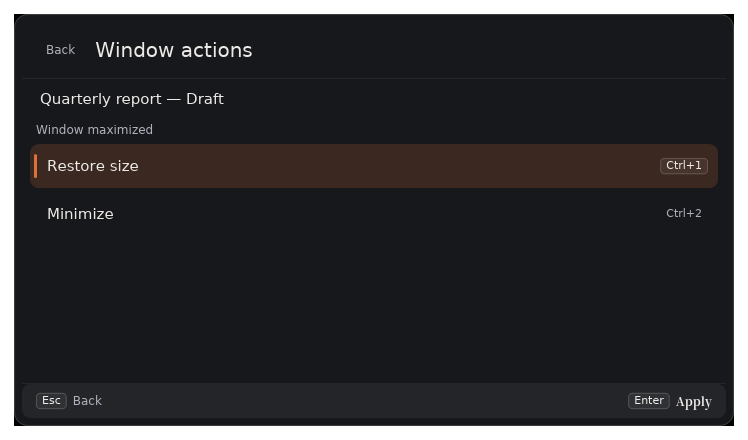 Back Window actions
Quarterly report — Draft
Window maximized
Restore size Ctrl+1
Minimize Ctrl+2
Esc Back Enter Apply